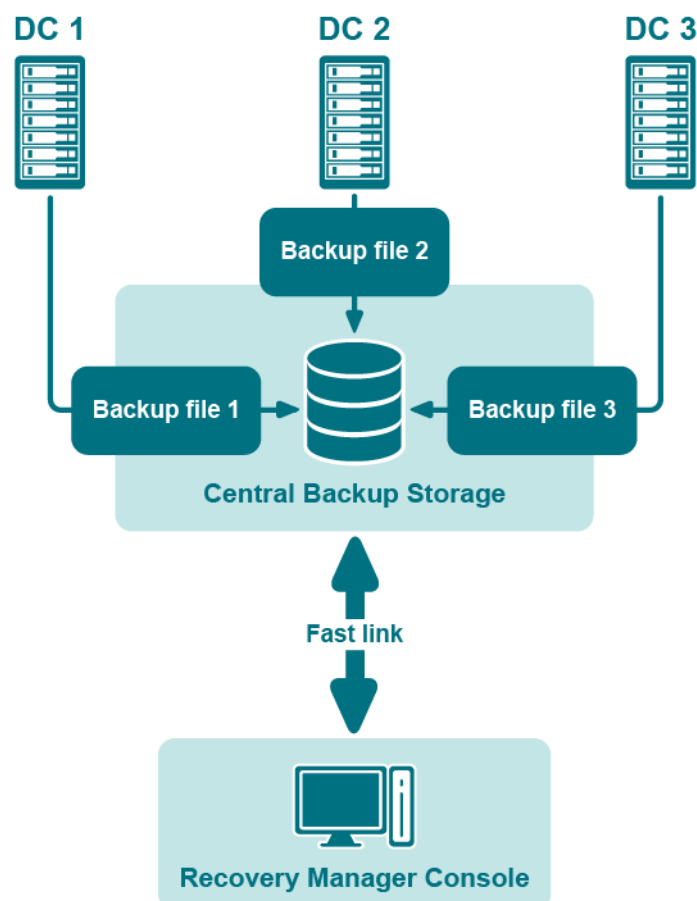 DC 1
DC 2
DC 3
Backup file 2
Backup file 1
Backup file 3
Central Backup Storage
Fast link
Recovery Manager Console